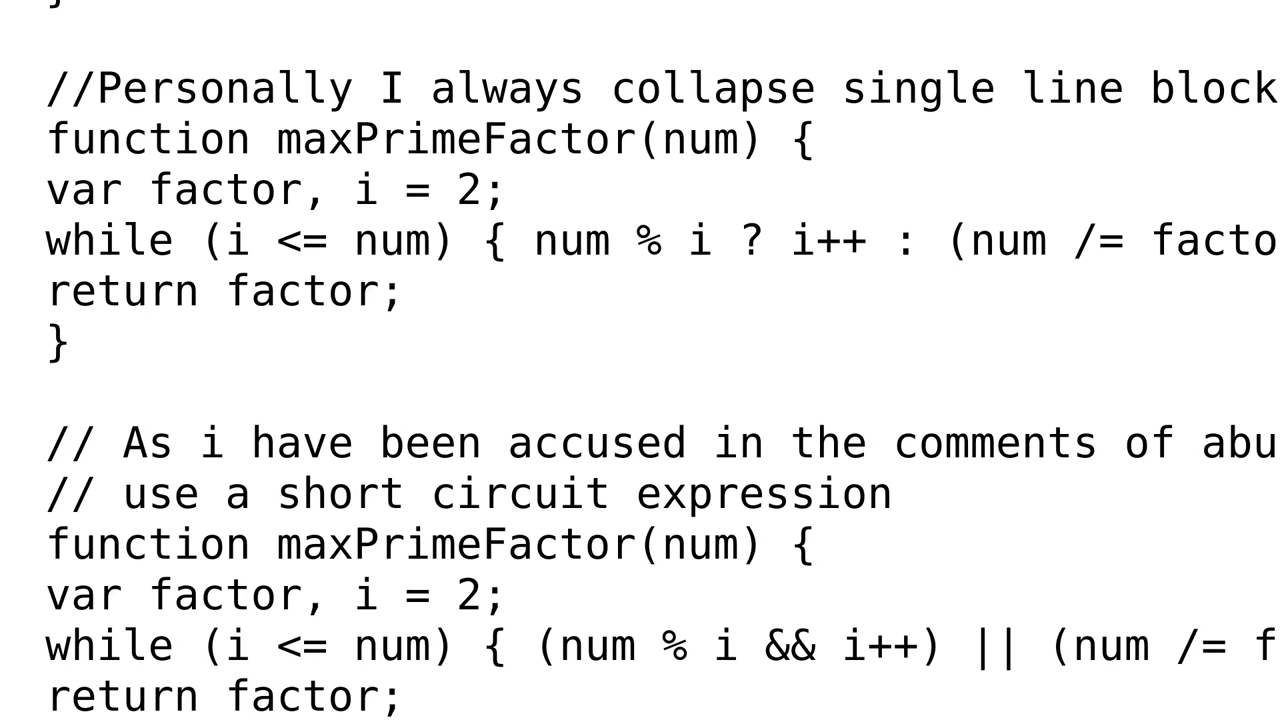 }
//Personally I always collapse single line block
function maxPrimeFactor(num) {
var factor, i = 2;
while (i <= num) { num % i ? i++ : (num /= facto
return factor;
}
// As i have been accused in the comments of abu
// use a short circuit expression
function maxPrimeFactor(num) {
var factor, i = 2;
while (i <= num) { (num % i && i++) || (num /= f
return factor;